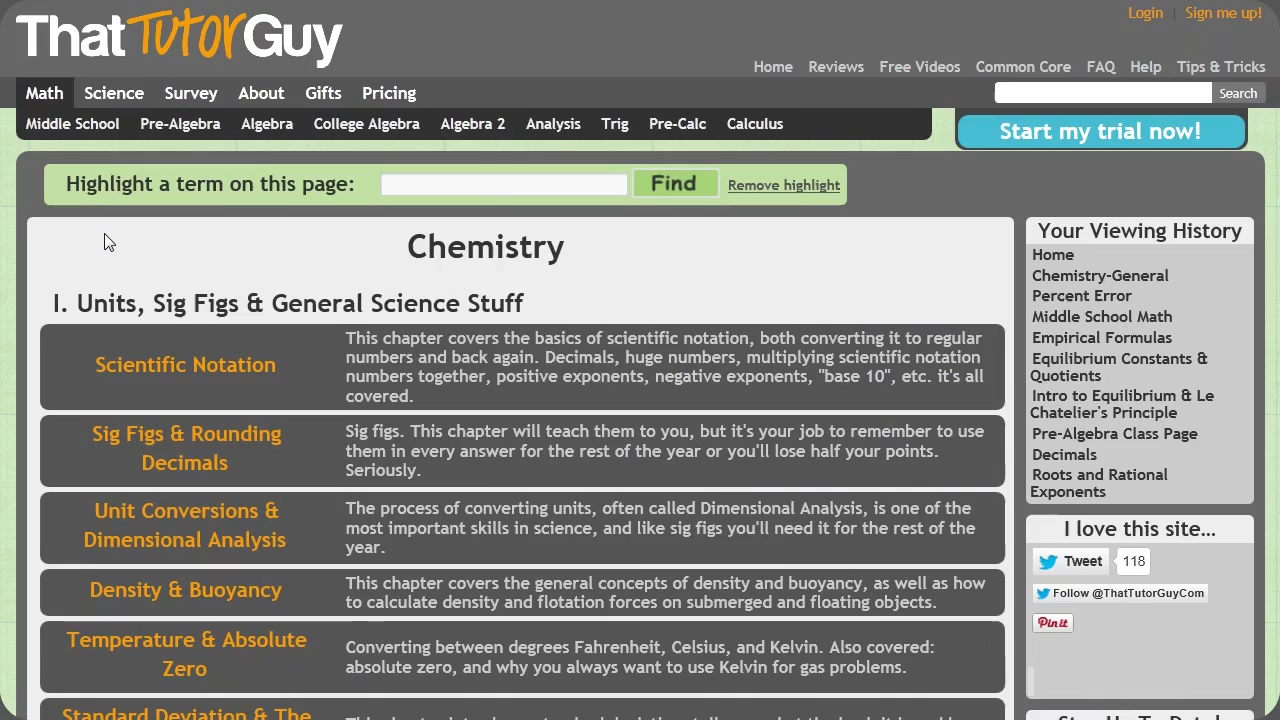 That Tutor Guy
Login | Sign me up!
Home Reviews Free Videos Common Core FAQ Help Tips & Tricks
Math Science Survey About Gifts Pricing
Search
Middle School Pre-Algebra Algebra College Algebra Algebra 2 Analysis Trig Pre-Calc Calculus
Start my trial now!
Highlight a term on this page:
Find
Remove highlight
Chemistry
I. Units, Sig Figs & General Science Stuff
Scientific Notation
This chapter covers the basics of scientific notation, both converting it to regular
numbers and back again. Decimals, huge numbers, multiplying scientific notation
numbers together, positive exponents, negative exponents, "base 10", etc. it's all
covered.
Sig Figs & Rounding
Decimals
Sig figs. This chapter will teach them to you, but it's your job to remember to use
them in every answer for the rest of the year or you'll lose half your points.
Seriously.
Unit Conversions &
Dimensional Analysis
The process of converting units, often called Dimensional Analysis, is one of the
most important skills in science, and like sig figs you'll need it for the rest of the
year.
Density & Buoyancy
This chapter covers the general concepts of density and buoyancy, as well as how
to calculate density and flotation forces on submerged and floating objects.
Temperature & Absolute
Zero
Converting between degrees Fahrenheit, Celsius, and Kelvin. Also covered:
absolute zero, and why you always want to use Kelvin for gas problems.
Standard Deviation & The
Your Viewing History
Home
Chemistry-General
Percent Error
Middle School Math
Empirical Formulas
Equilibrium Constants &
Quotients
Intro to Equilibrium & Le
Chatelier's Principle
Pre-Algebra Class Page
Decimals
Roots and Rational
Exponents
I love this site...
Tweet 118
Follow @ThatTutorGuyCom
Pin it